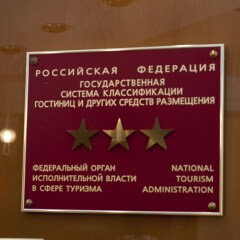 РОССИЙСКАЯ ФЕДЕРАЦИЯ
ГОСУДАРСТВЕННАЯ
СИСТЕМА КЛАССИФИКАЦИИ
ГОСТИНИЦ И ДРУГИХ СРЕДСТВ РАЗМЕЩЕНИЯ
ФЕДЕРАЛЬНЫЙ ОРГАН
ИСПОЛНИТЕЛЬНОЙ ВЛАСТИ
В СФЕРЕ ТУРИЗМА
NATIONAL
TOURISM
ADMINISTRATION